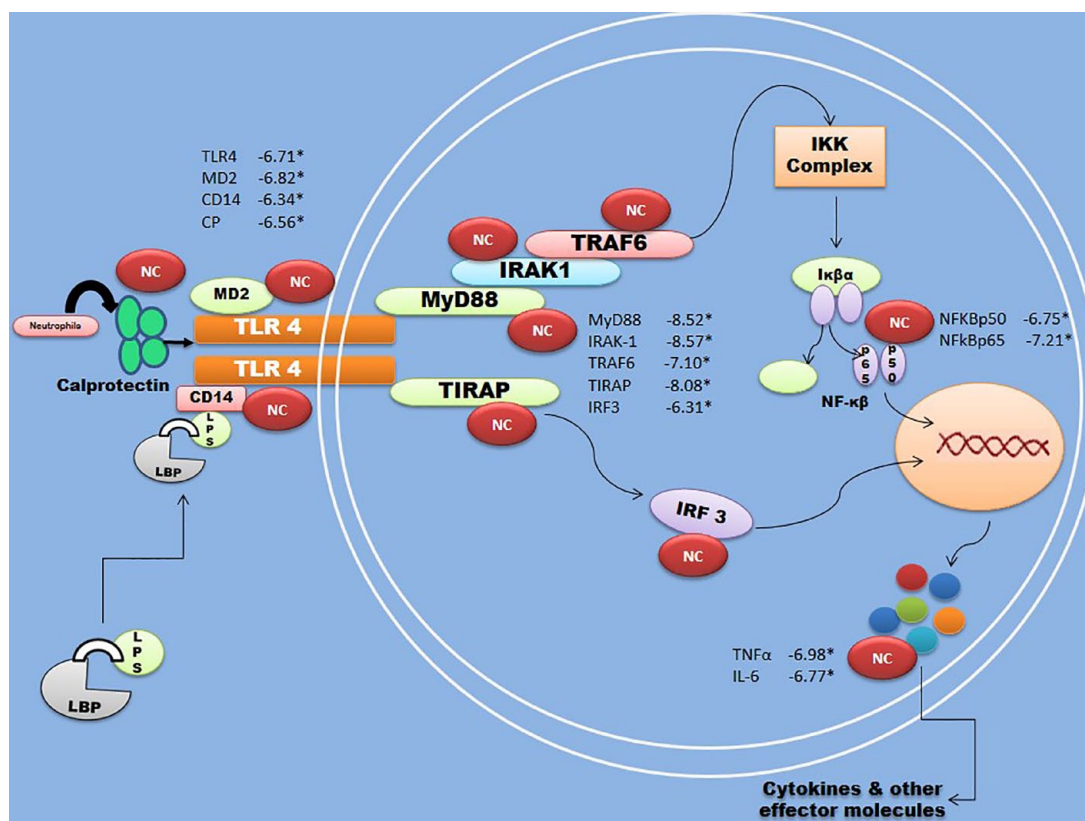 TLR4 -6.71*
MD2 -6.82*
CD14 -6.34*
CP -6.56*
NC
Neutrophils
Calprotectin
MD2
NC
TLR 4
TLR 4
CD14
NC
LPS
LBP
LPS
LBP
NC
TRAF6
NC
IRAK1
MyD88
NC
TIRAP
NC
MyD88 -8.52*
IRAK-1 -8.57*
TRAF6 -7.10*
TIRAP -8.08*
IRF3 -6.31*
IRF 3
NC
IKK
Complex
Iκβα
NC
p65
p50
NF-κβ
NFKBp50 -6.75*
NFkBp65 -7.21*
TNFα -6.98*
IL-6 -6.77*
NC
Cytokines & other
effector molecules